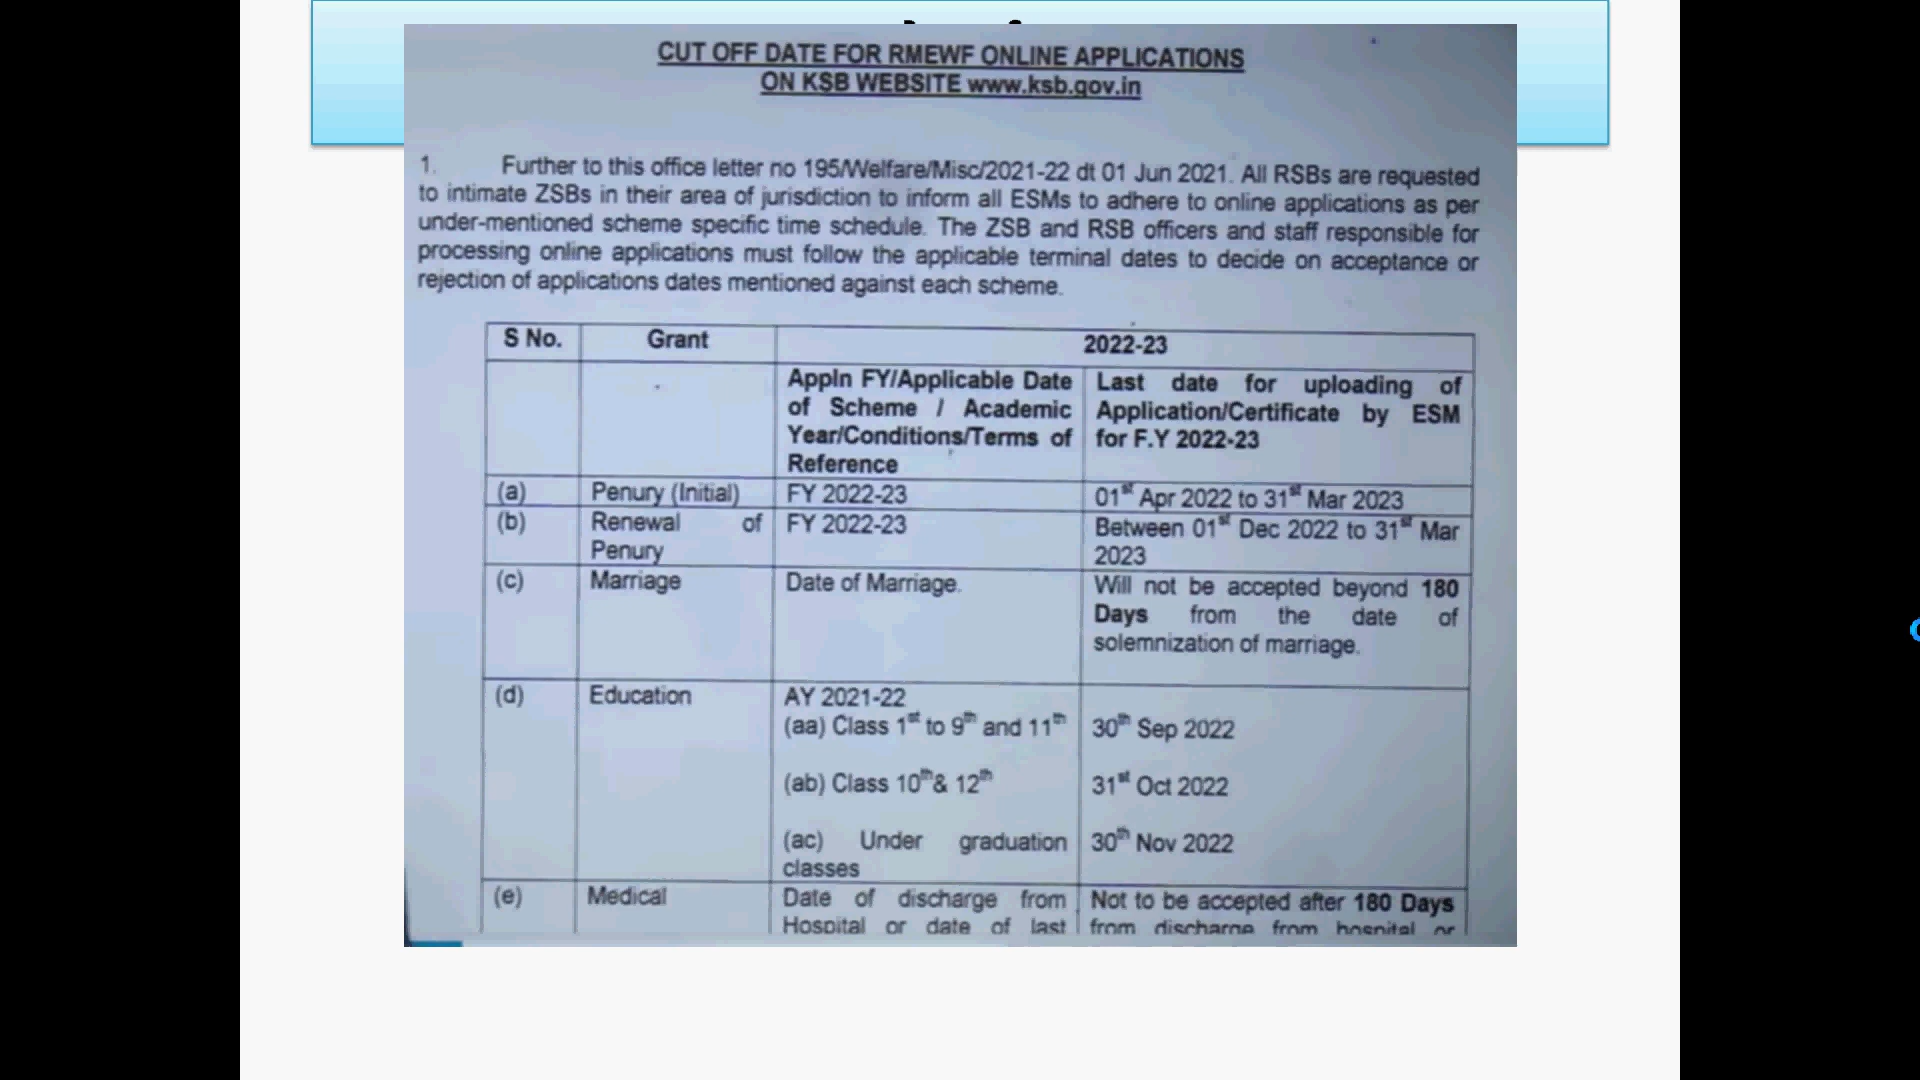 CUT OFF DATE FOR RMEWF ONLINE APPLICATIONS
ON KSB WEBSITE www.ksb.gov.in
1. Further to this office letter no 195/Welfare/Misc/2021-22 dt 01 Jun 2021. All RSBs are requested
to intimate ZSBs in their area of jurisdiction to inform all ESMs to adhere to online applications as per
under-mentioned scheme specific time schedule. The ZSB and RSB officers and staff responsible for
processing online applications must follow the applicable terminal dates to decide on acceptance or
rejection of applications dates mentioned against each scheme.
S No. Grant 2022-23
Appln FY/Applicable Date
of Scheme / Academic
Year/Conditions/Terms of
Reference
Last date for uploading of
Application/Certificate by ESM
for F.Y 2022-23
(a) Penury (Initial) FY 2022-23 01st Apr 2022 to 31st Mar 2023
(b) Renewal of FY 2022-23 Between 01st Dec 2022 to 31st Mar
Penury 2023
(c) Marriage Date of Marriage. Will not be accepted beyond 180
Days from the date of
solemnization of marriage.
(d) Education AY 2021-22
(aa) Class 1st to 9th and 11th 30th Sep 2022
(ab) Class 10th& 12th 31st Oct 2022
(ac) Under graduation 30th Nov 2022
classes
(e) Medical Date of discharge from Not to be accepted after 180 Days
Hospital or date of last from discharge from hospital or